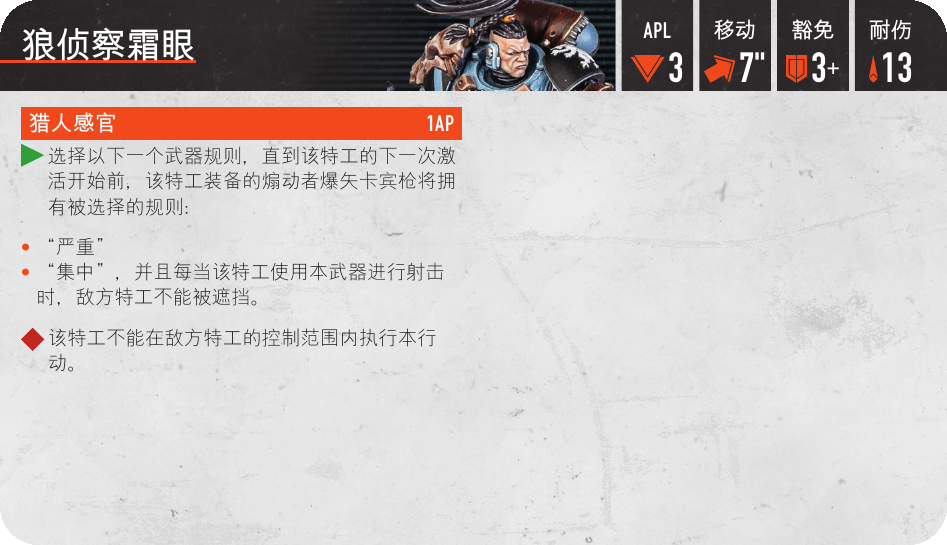 狼侦察霜眼
APL
3
移动
7"
豁免
3+
耐伤
13
猎人感官 1AP
选择以下一个武器规则，直到该特工的下一次激
活开始前，该特工装备的煽动者爆矢卡宾枪将拥
有被选择的规则:
• “严重”
• “集中”，并且每当该特工使用本武器进行射击
时，敌方特工不能被遮挡。
该特工不能在敌方特工的控制范围内执行本行
动。